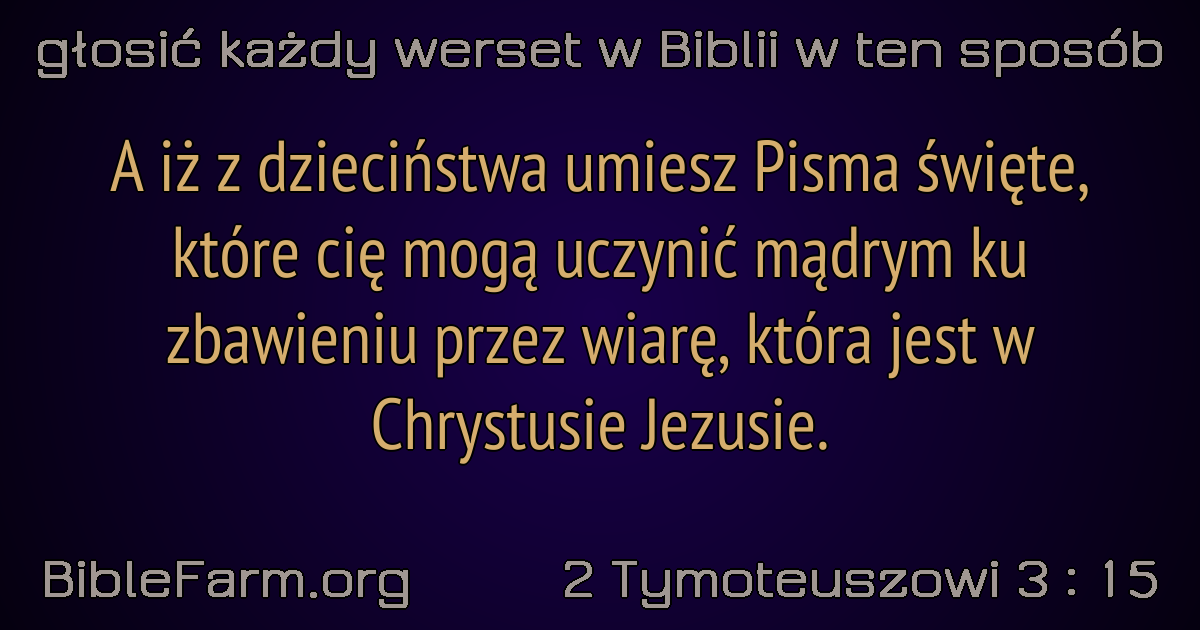 głosić każdy werset w Biblii w ten sposób
A iż z dzieciństwa umiesz Pisma święte,
które cię mogą uczynić mądrym ku
zbawieniu przez wiarę, która jest w
Chrystusie Jezusie.
BibleFarm.org
2 Tymoteuszowi 3 : 15